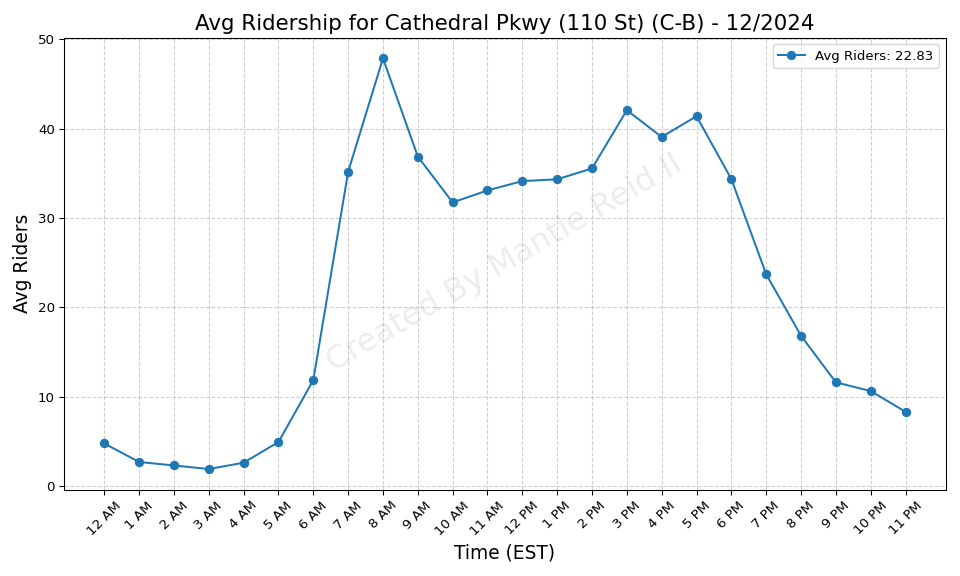 Avg Ridership for Cathedral Pkwy (110 St) (C-B) - 12/2024
Avg Riders: 22.83
50
40
30
20
10
0
Avg Riders
Created By Mantle Reid II
12 AM
1 AM
2 AM
3 AM
4 AM
5 AM
6 AM
7 AM
8 AM
9 AM
10 AM
11 AM
12 PM
1 PM
2 PM
3 PM
4 PM
5 PM
6 PM
7 PM
8 PM
9 PM
10 PM
11 PM
Time (EST)